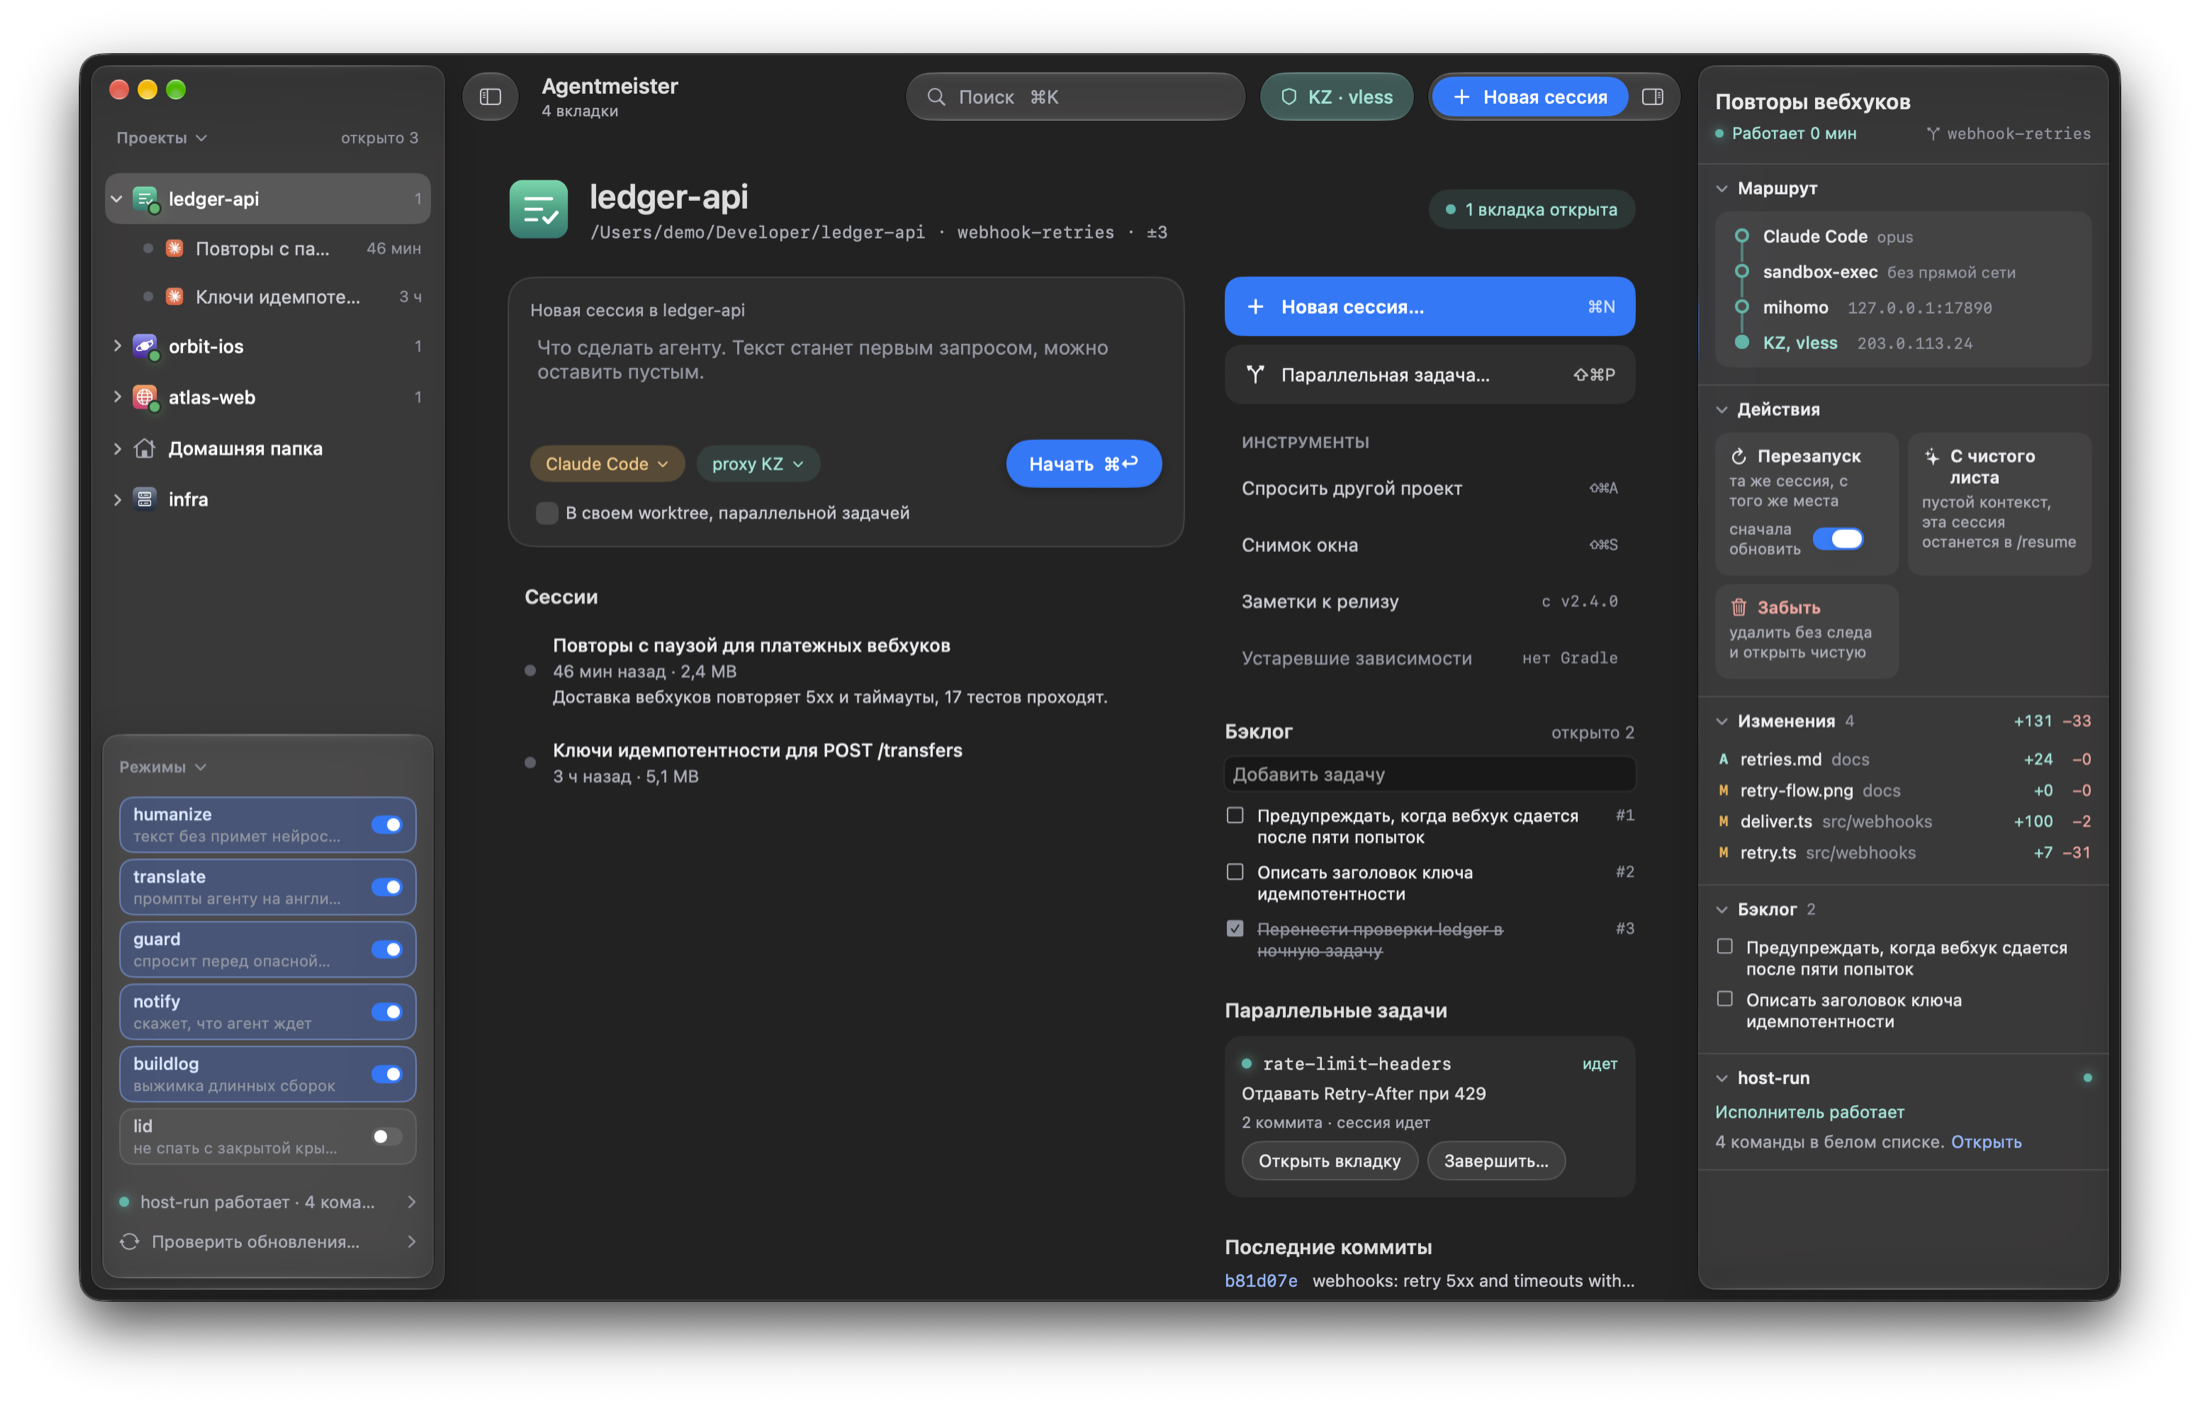 Проекты
открыто 3
ledger-api 1
Повторы с па... 46 мин
Ключи идемпоте... 3 ч
orbit-ios 1
atlas-web 1
Домашняя папка
infra
Режимы
humanize
текст без примет нейрос...
translate
промпты агенту на англи...
guard
спросит перед опасной...
notify
скажет, что агент ждет
buildlog
выжимка длинных сборок
lid
не спать с закрытой кры...
host-run работает · 4 кома...
Проверить обновления...
Agentmeister
4 вкладки
Поиск ⌘K
KZ · vless
+ Новая сессия
ledger-api
/Users/demo/Developer/ledger-api · webhook-retries · ±3
1 вкладка открыта
Новая сессия в ledger-api
Что сделать агенту. Текст станет первым запросом, можно
оставить пустым.
Claude Code
proxy KZ
Начать ⌘↩
В своем worktree, параллельной задачей
Сессии
Повторы с паузой для платежных вебхуков
46 мин назад · 2,4 MB
Доставка вебхуков повторяет 5xx и таймауты, 17 тестов проходят.
Ключи идемпотентности для POST /transfers
3 ч назад · 5,1 MB
+ Новая сессия... ⌘N
Параллельная задача... ⇧⌘P
ИНСТРУМЕНТЫ
Спросить другой проект ⇧⌘A
Снимок окна ⇧⌘S
Заметки к релизу с v2.4.0
Устаревшие зависимости нет Gradle
Бэклог открыто 2
Добавить задачу
Предупреждать, когда вебхук сдается #1
после пяти попыток
Описать заголовок ключа #2
идемпотентности
Перенести проверки ledger в #3
ночную задачу
Параллельные задачи
rate-limit-headers идет
Отдавать Retry-After при 429
2 коммита · сессия идет
Открыть вкладку
Завершить...
Последние коммиты
b81d07e webhooks: retry 5xx and timeouts with...
Повторы вебхуков
Работает 0 мин
webhook-retries
Маршрут
Claude Code opus
sandbox-exec без прямой сети
mihomo 127.0.0.1:17890
KZ, vless 203.0.113.24
Действия
Перезапуск
та же сессия, с
того же места
сначала
обновить
С чистого
листа
пустой контекст,
эта сессия
останется в /resume
Забыть
удалить без следа
и открыть чистую
Изменения 4 +131 −33
A retries.md docs +24 −0
M retry-flow.png docs +0 −0
M deliver.ts src/webhooks +100 −2
M retry.ts src/webhooks +7 −31
Бэклог 2
Предупреждать, когда вебхук сдается
после пяти попыток
Описать заголовок ключа
идемпотентности
host-run
Исполнитель работает
4 команды в белом списке. Открыть